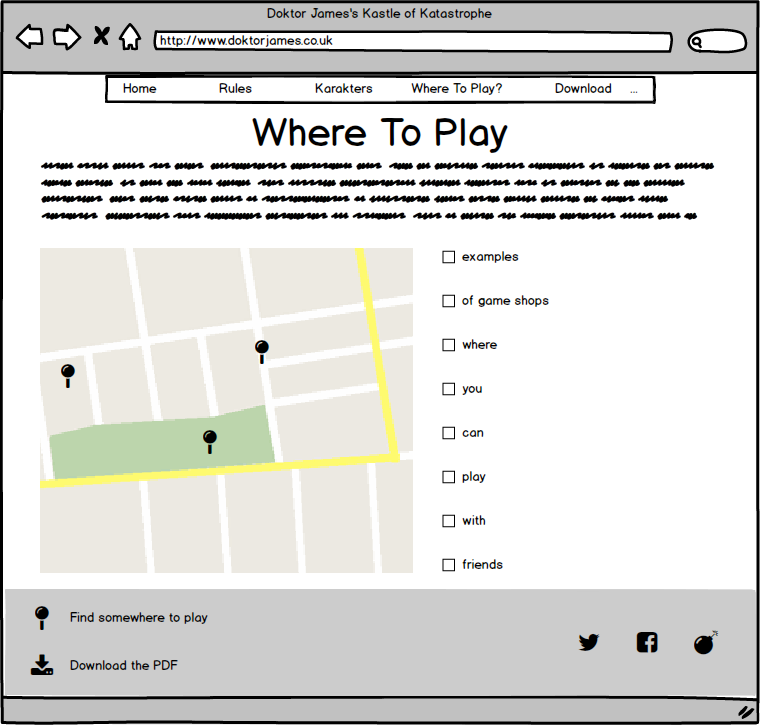 Doktor James's Kastle of Katastrophe
http://www.doktorjames.co.uk
Home Rules Karakters Where To Play? Download ...
Where To Play
examples
of game shops
where
you
can
play
with
friends
Find somewhere to play
Download the PDF